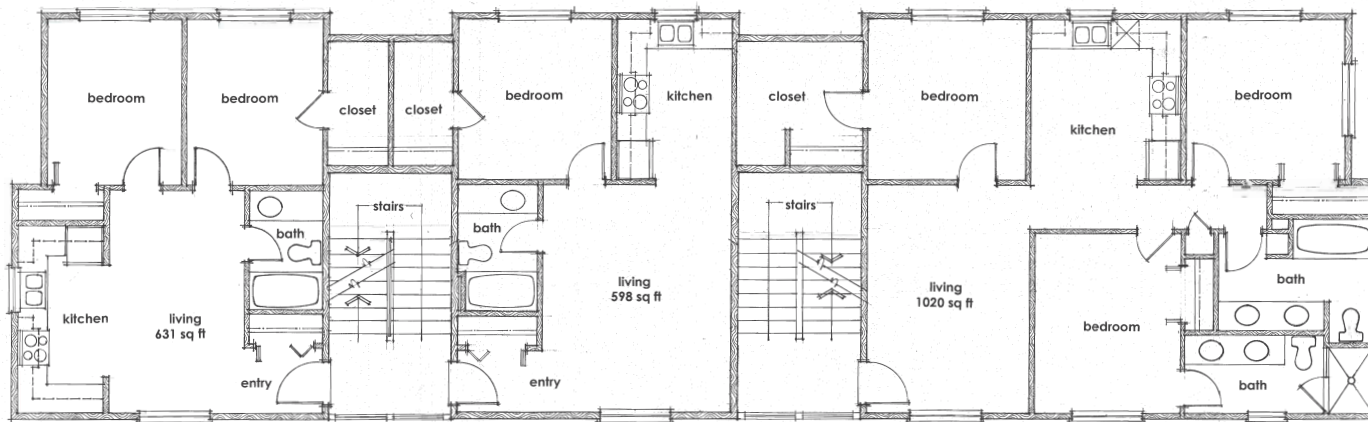 bedroom
bedroom
closet
closet
bedroom
kitchen
closet
bedroom
kitchen
bedroom
stairs
bath
kitchen
living
631 sq ft
entry
bath
living
598 sq ft
entry
stairs
living
1020 sq ft
bedroom
bath
bath